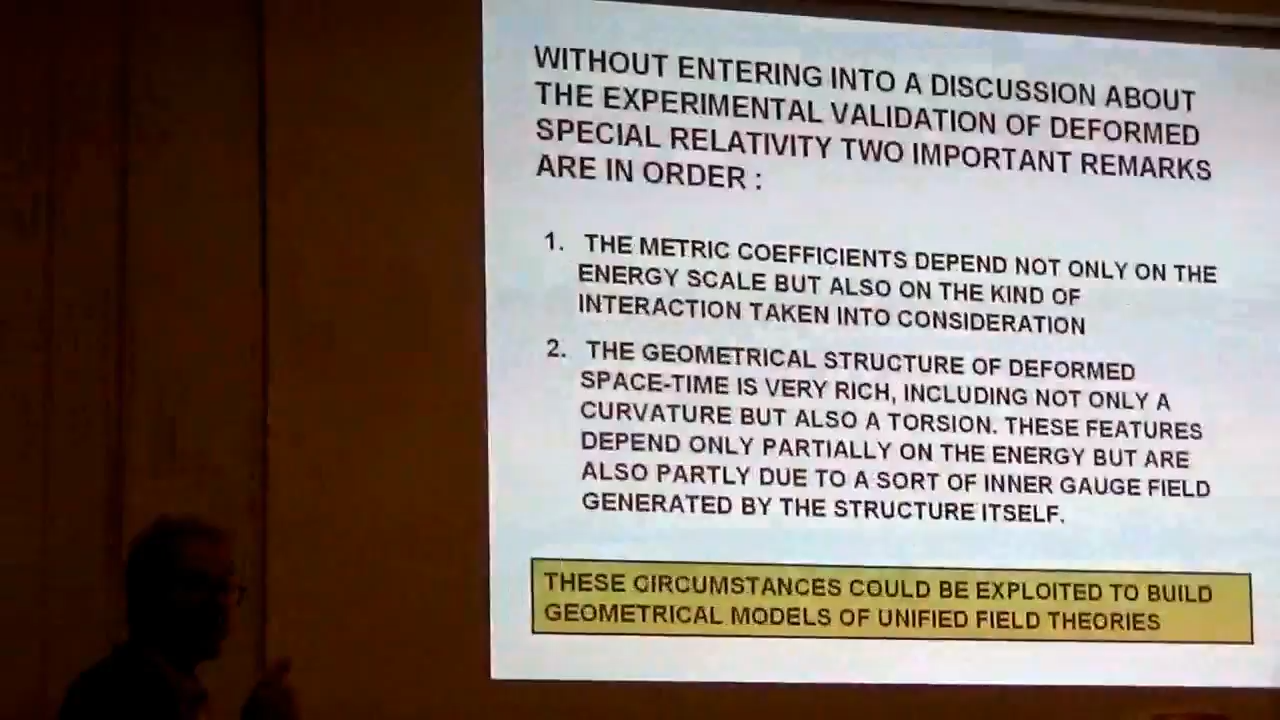 WITHOUT ENTERING INTO A DISCUSSION ABOUT
THE EXPERIMENTAL VALIDATION OF DEFORMED
SPECIAL RELATIVITY TWO IMPORTANT REMARKS
ARE IN ORDER :
1. THE METRIC COEFFICIENTS DEPEND NOT ONLY ON THE
ENERGY SCALE BUT ALSO ON THE KIND OF
INTERACTION TAKEN INTO CONSIDERATION
2. THE GEOMETRICAL STRUCTURE OF DEFORMED
SPACE-TIME IS VERY RICH, INCLUDING NOT ONLY A
CURVATURE BUT ALSO A TORSION. THESE FEATURES
DEPEND ONLY PARTIALLY ON THE ENERGY BUT ARE
ALSO PARTLY DUE TO A SORT OF INNER GAUGE FIELD
GENERATED BY THE STRUCTURE ITSELF.
THESE CIRCUMSTANCES COULD BE EXPLOITED TO BUILD
GEOMETRICAL MODELS OF UNIFIED FIELD THEORIES